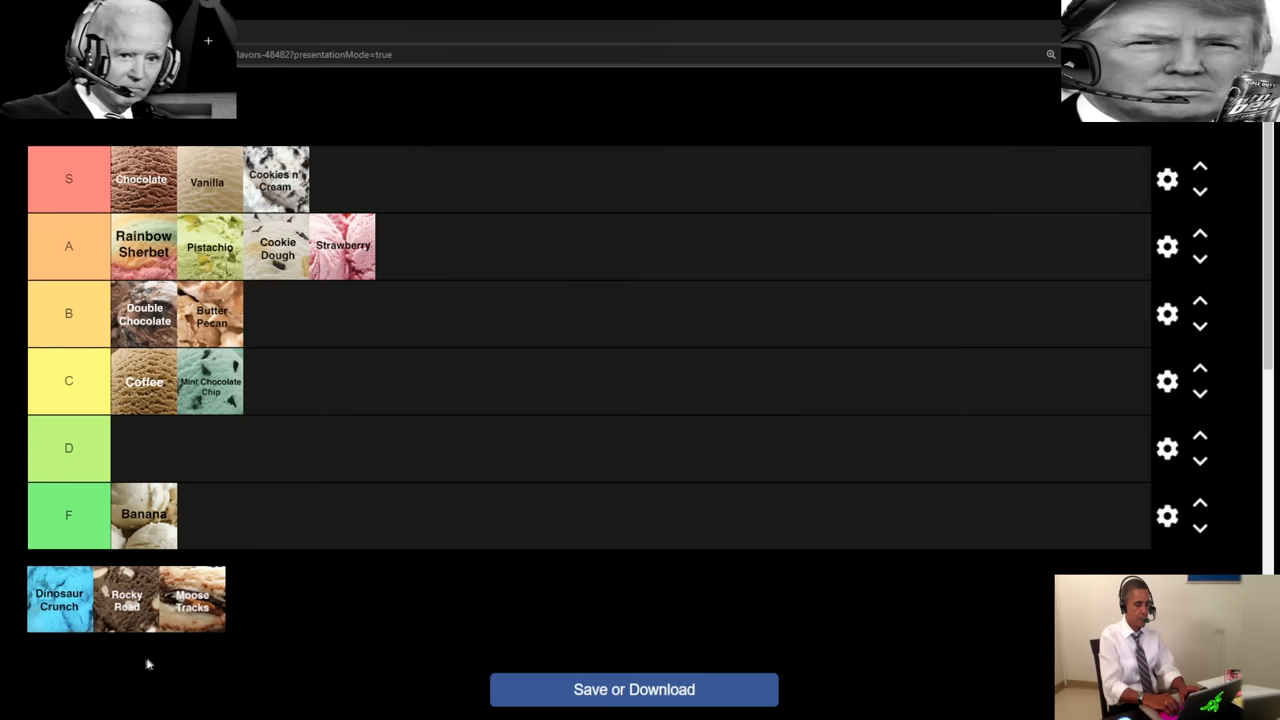 +
lavors-48482?presentationMode=true
S
Chocolate
Vanilla
Cookies n'
Cream
A
Rainbow
Sherbet
Pistachio
Cookie
Dough
Strawberry
B
Double
Chocolate
Butter
Pecan
C
Coffee
Mint Chocolate
Chip
D
F
Banana
Dinosaur
Crunch
Rocky
Road
Moose
Tracks
Save or Download